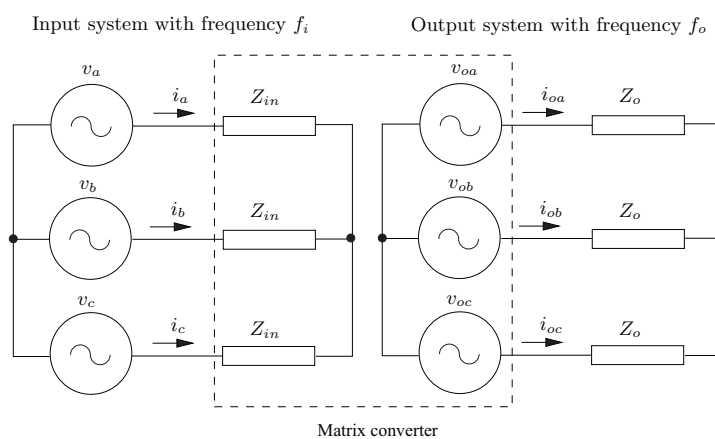 Input system with frequency f_i
Output system with frequency f_o
v_a
i_a
Z_in
v_oa
i_oa
Z_o
v_b
i_b
Z_in
v_ob
i_ob
Z_o
v_c
i_c
Z_in
v_oc
i_oc
Z_o
Matrix converter